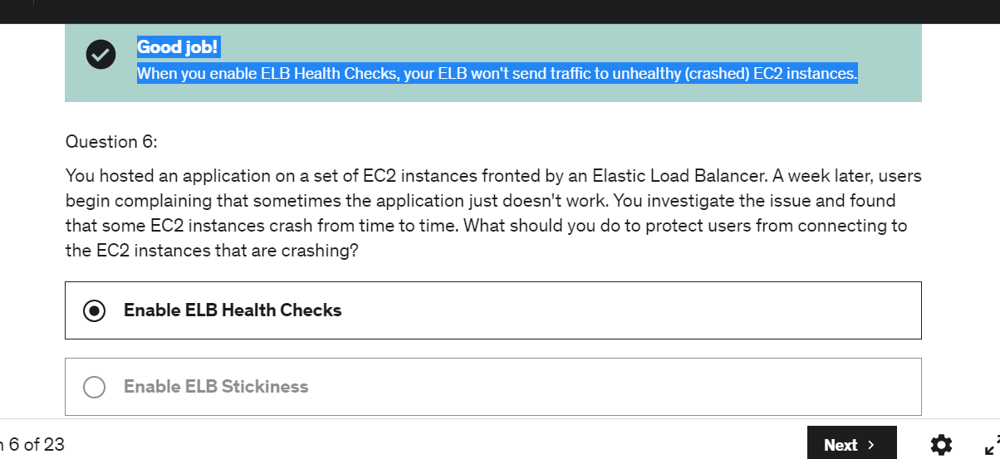 Good job!
When you enable ELB Health Checks, your ELB won't send traffic to unhealthy (crashed) EC2 instances.
Question 6:
You hosted an application on a set of EC2 instances fronted by an Elastic Load Balancer. A week later, users
begin complaining that sometimes the application just doesn't work. You investigate the issue and found
that some EC2 instances crash from time to time. What should you do to protect users from connecting to
the EC2 instances that are crashing?
Enable ELB Health Checks
Enable ELB Stickiness
6 of 23
Next